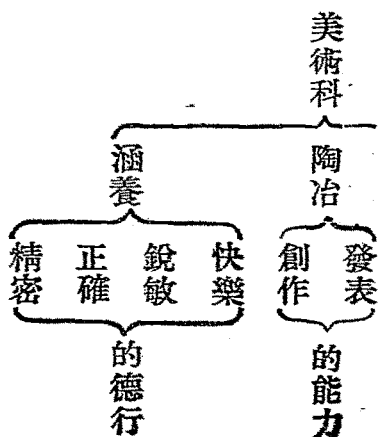 美術科
陶冶
發表
創作
的能力
涵養
快樂
銳敏
正確
精密
的德行